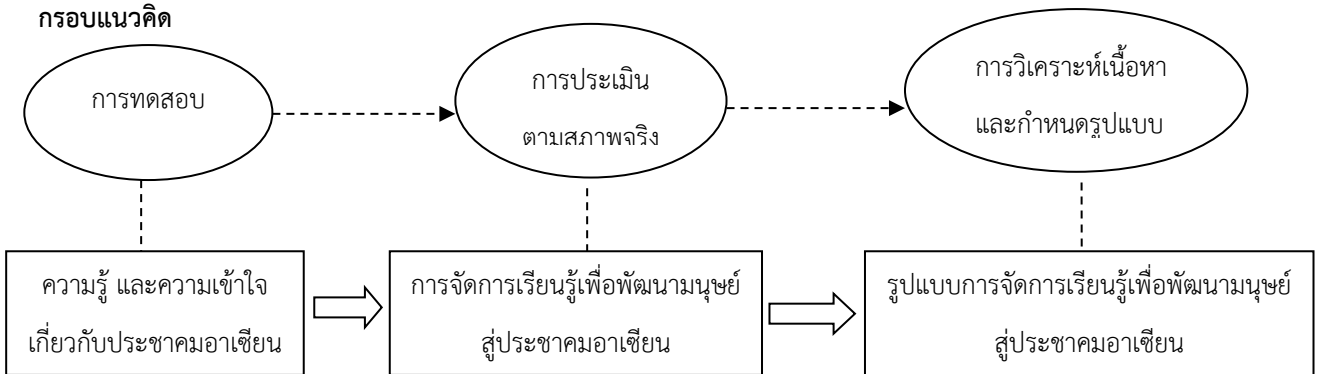 กรอบแนวคิด
การทดสอบ
การประเมิน
ตามสภาพจริง
การวิเคราะห์เนื้อหา
และกำหนดรูปแบบ
ความรู้ และความเข้าใจ
เกี่ยวกับประชาคมอาเซียน
การจัดการเรียนรู้เพื่อพัฒนามนุษย์
สู่ประชาคมอาเซียน
รูปแบบการจัดการเรียนรู้เพื่อพัฒนามนุษย์
สู่ประชาคมอาเซียน